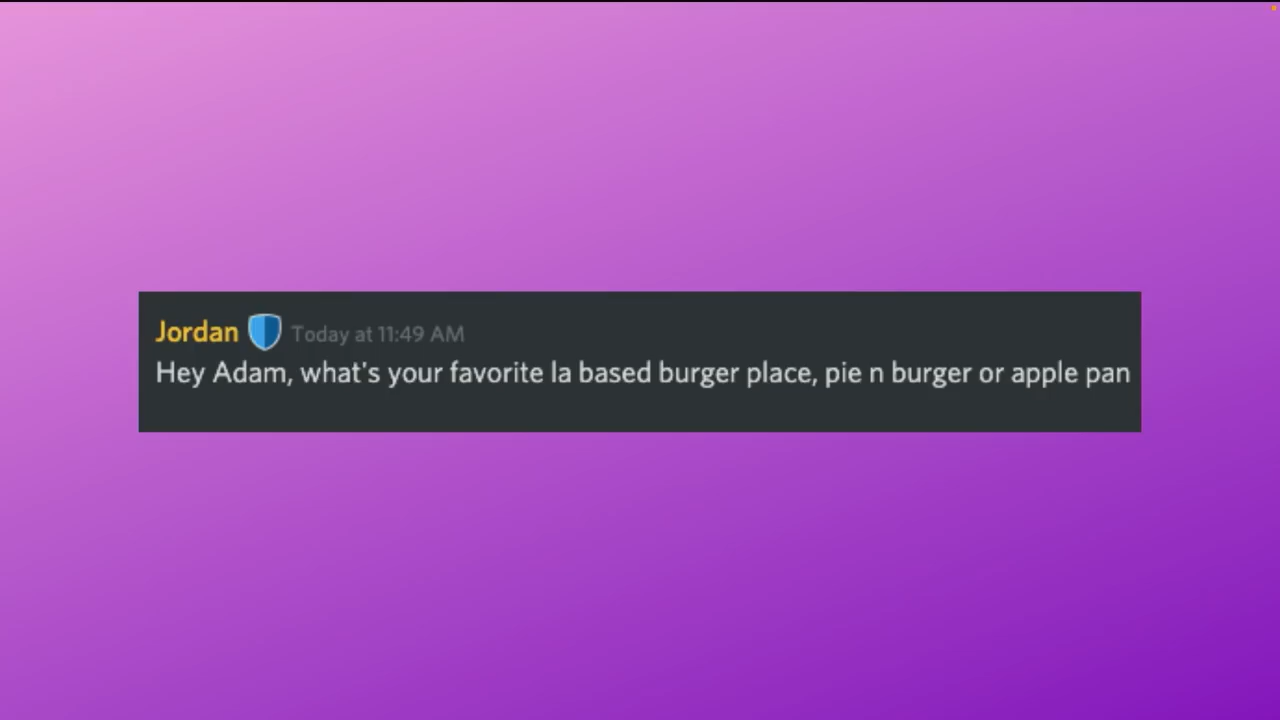 Jordan Today at 11:49 AM
Hey Adam, what's your favorite la based burger place, pie n burger or apple pan